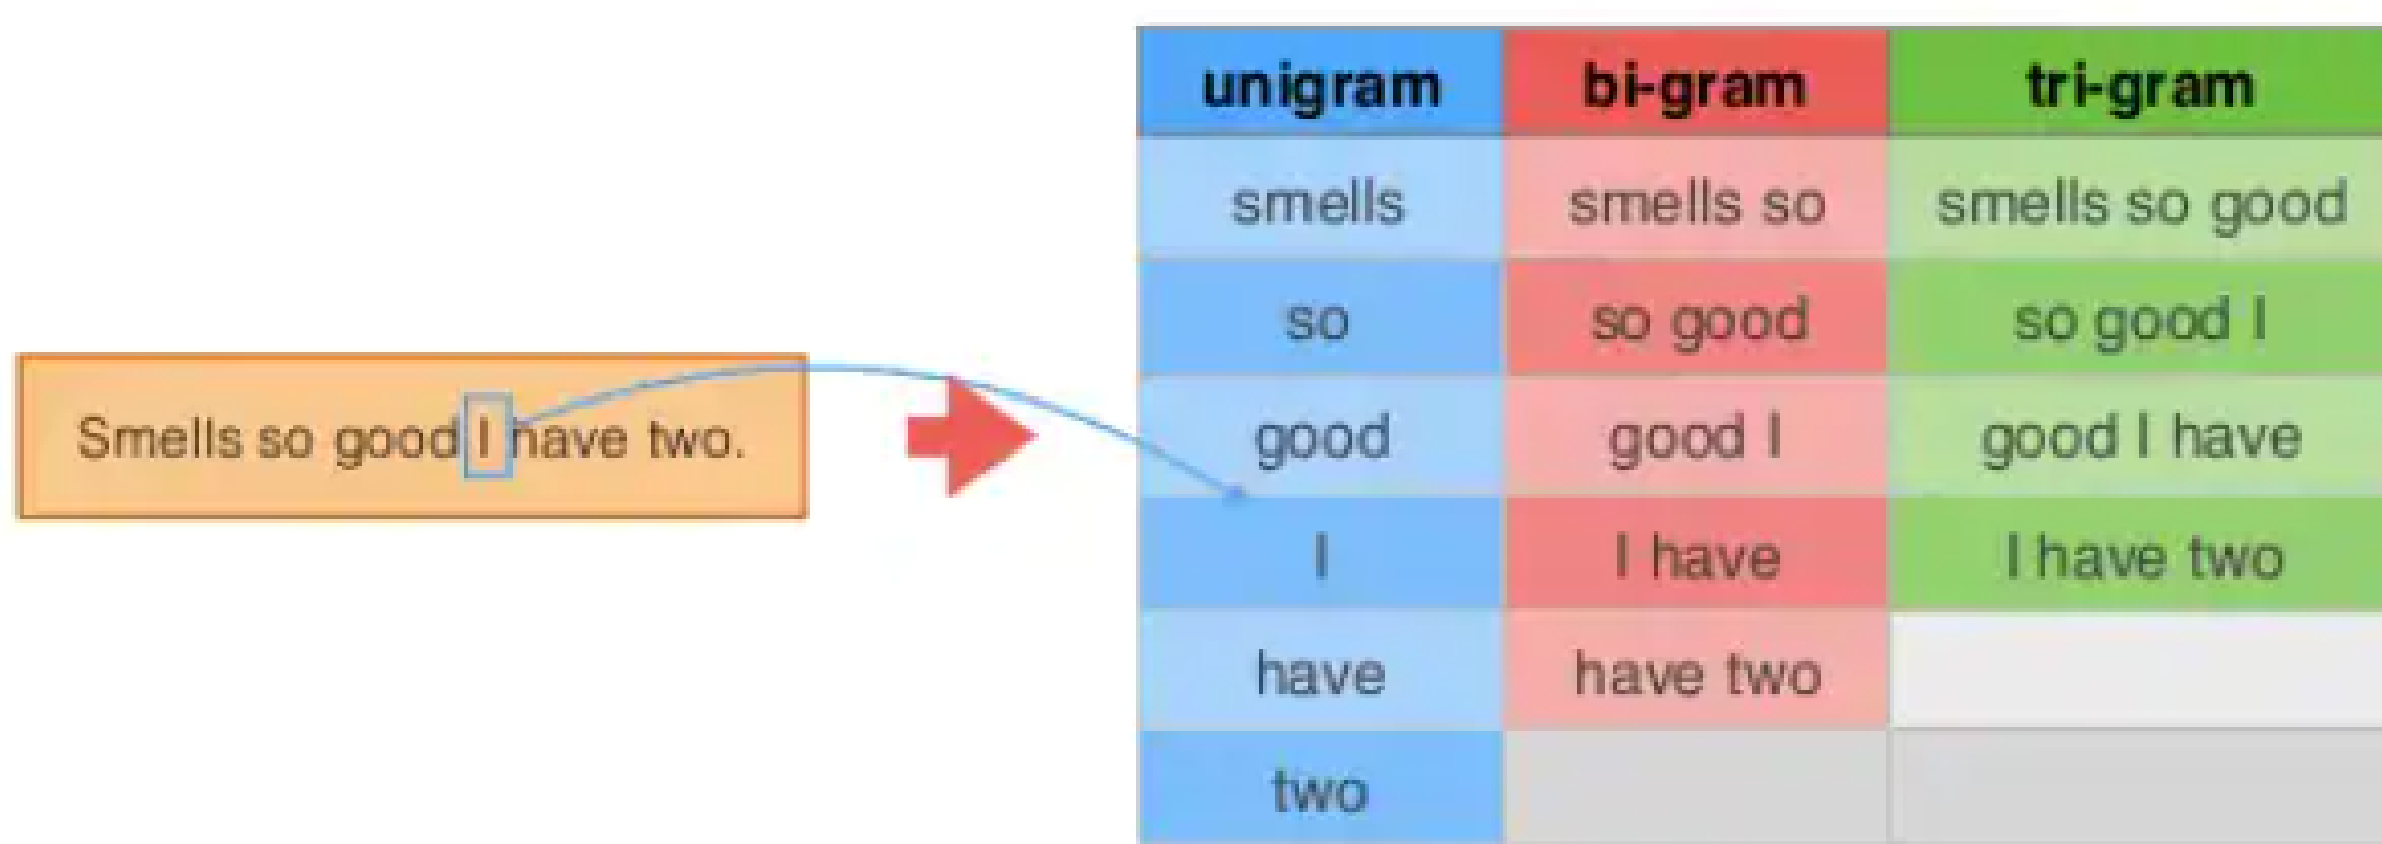 Smells so good I have two.
unigram bi-gram tri-gram
smells smells so smells so good
so so good so good I
good good I good I have
I I have I have two
have have two
two